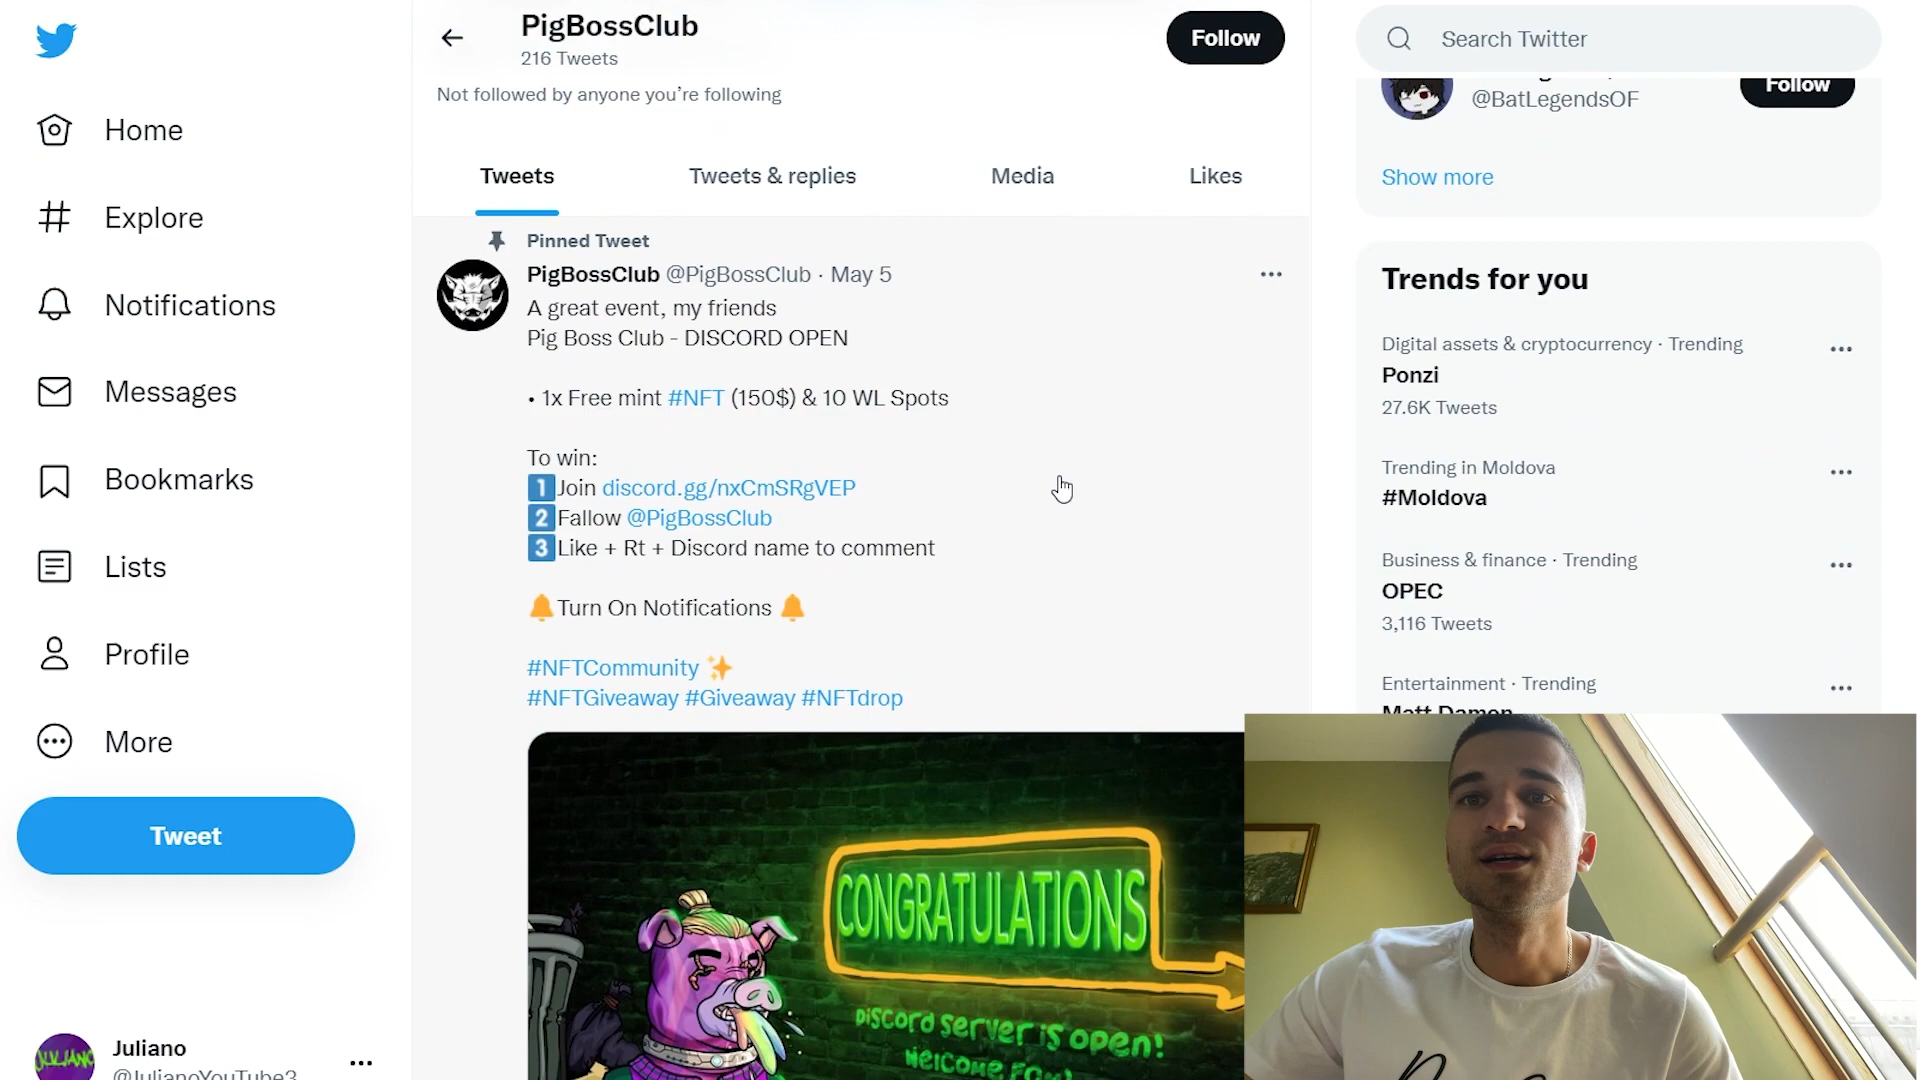 PigBossClub
216 Tweets
Follow
Not followed by anyone you're following
Tweets
Tweets & replies
Media
Likes
Home
Explore
Notifications
Messages
Bookmarks
Lists
Profile
More
Tweet
Juliano
@JulianoYouTube3
Pinned Tweet
PigBossClub @PigBossClub · May 5
A great event, my friends
Pig Boss Club - DISCORD OPEN
• 1x Free mint #NFT (150$) & 10 WL Spots
To win:
1 Join discord.gg/nxCmSRgVEP
2 Fallow @PigBossClub
3 Like + Rt + Discord name to comment
Turn On Notifications
#NFTCommunity
#NFTGiveaway #Giveaway #NFTdrop
CONGRATULATIONS
DISCORD SERVER IS OPEN!
WELCOME
Search Twitter
@BatLegendsOF
Follow
Show more
Trends for you
Digital assets & cryptocurrency · Trending
Ponzi
27.6K Tweets
Trending in Moldova
#Moldova
Business & finance · Trending
OPEC
3,116 Tweets
Entertainment · Trending
Matt Damon